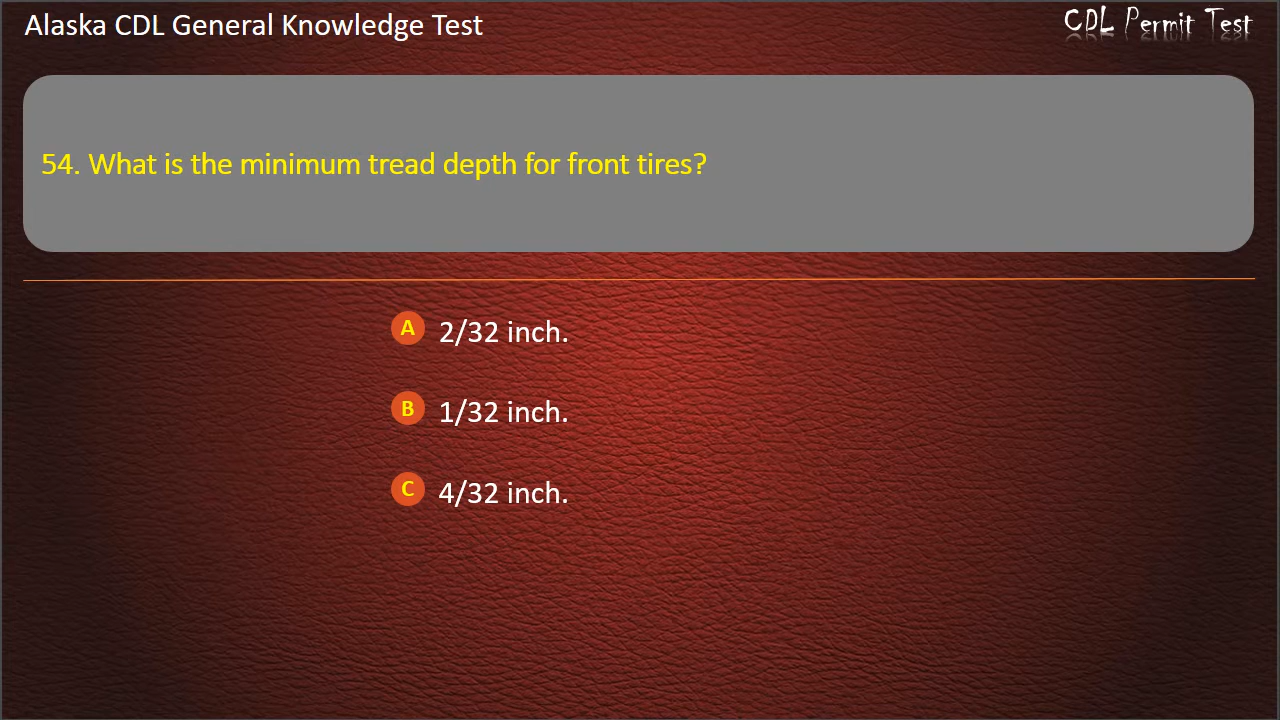 Alaska CDL General Knowledge Test
CDL Permit Test
54. What is the minimum tread depth for front tires?
A 2/32 inch.
B 1/32 inch.
C 4/32 inch.